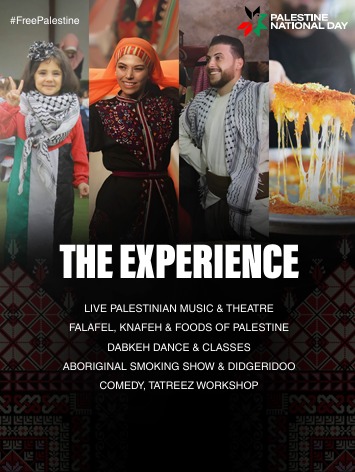 #FreePalestine
PALESTINE
NATIONAL DAY
THE EXPERIENCE
LIVE PALESTINIAN MUSIC & THEATRE
FALAFEL, KNAFEH & FOODS OF PALESTINE
DABKEH DANCE & CLASSES
ABORIGINAL SMOKING SHOW & DIDGERIDOO
COMEDY, TATREEZ WORKSHOP